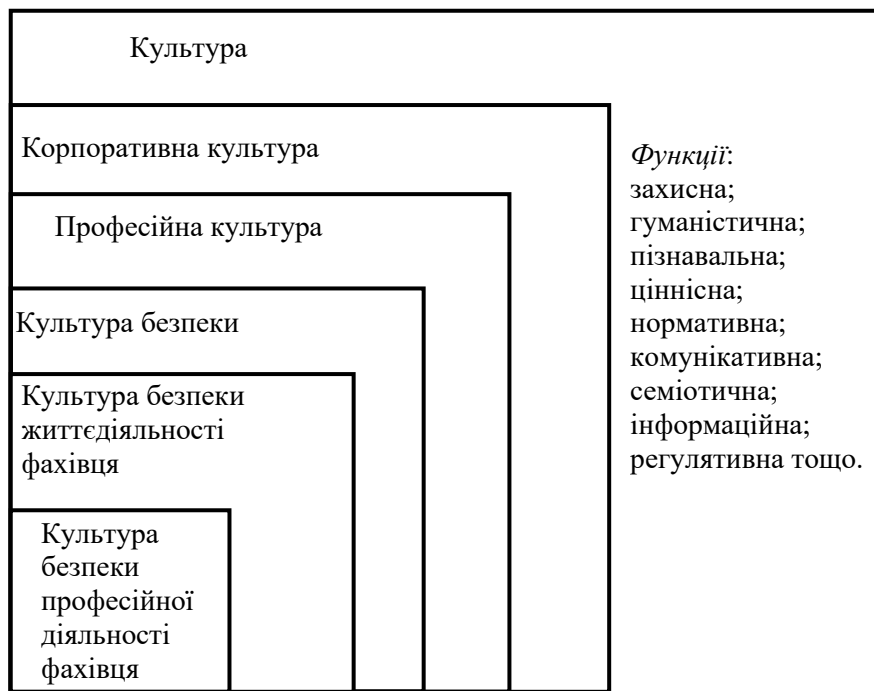 Культура
Корпоративна культура
Професійна культура
Культура безпеки
Культура безпеки
життєдіяльності
фахівця
Культура
безпеки
професійної
діяльності
фахівця
Функції:
захисна;
гуманістична;
пізнавальна;
ціннісна;
нормативна;
комунікативна;
семіотична;
інформаційна;
регулятивна тощо.